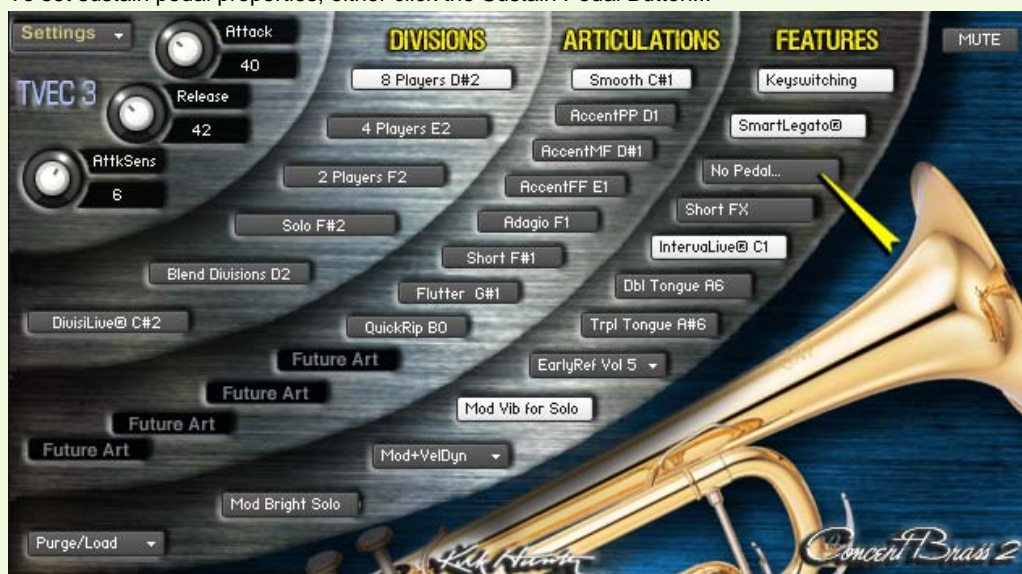 To set sustain pedal properties, either click the Sustain Pedal Button...
Settings
Attack
40
TVEC 3
Release
42
AttkSens
6
DIVISIONS
8 Players D#2
4 Players E2
2 Players F2
Solo F#2
Blend Divisions D2
DivisiLive® C#2
ARTICULATIONS
Smooth C#1
AccentPP D1
AccentMF D#1
AccentFF E1
Adagio F1
Short F#1
Flutter G#1
QuickRip B0
Future Art
Future Art
Future Art
Future Art
FEATURES
Keyswitching
SmartLegato®
No Pedal...
Short FX
IntervaLive® C1
Dbl Tongue A6
Trpl Tongue A#6
EarlyRef Vol 5
Mod Vib for Solo
Mod+VelDyn
Mod Bright Solo
Purge/Load
MUTE
Kirk Hunter
Concert Brass 2